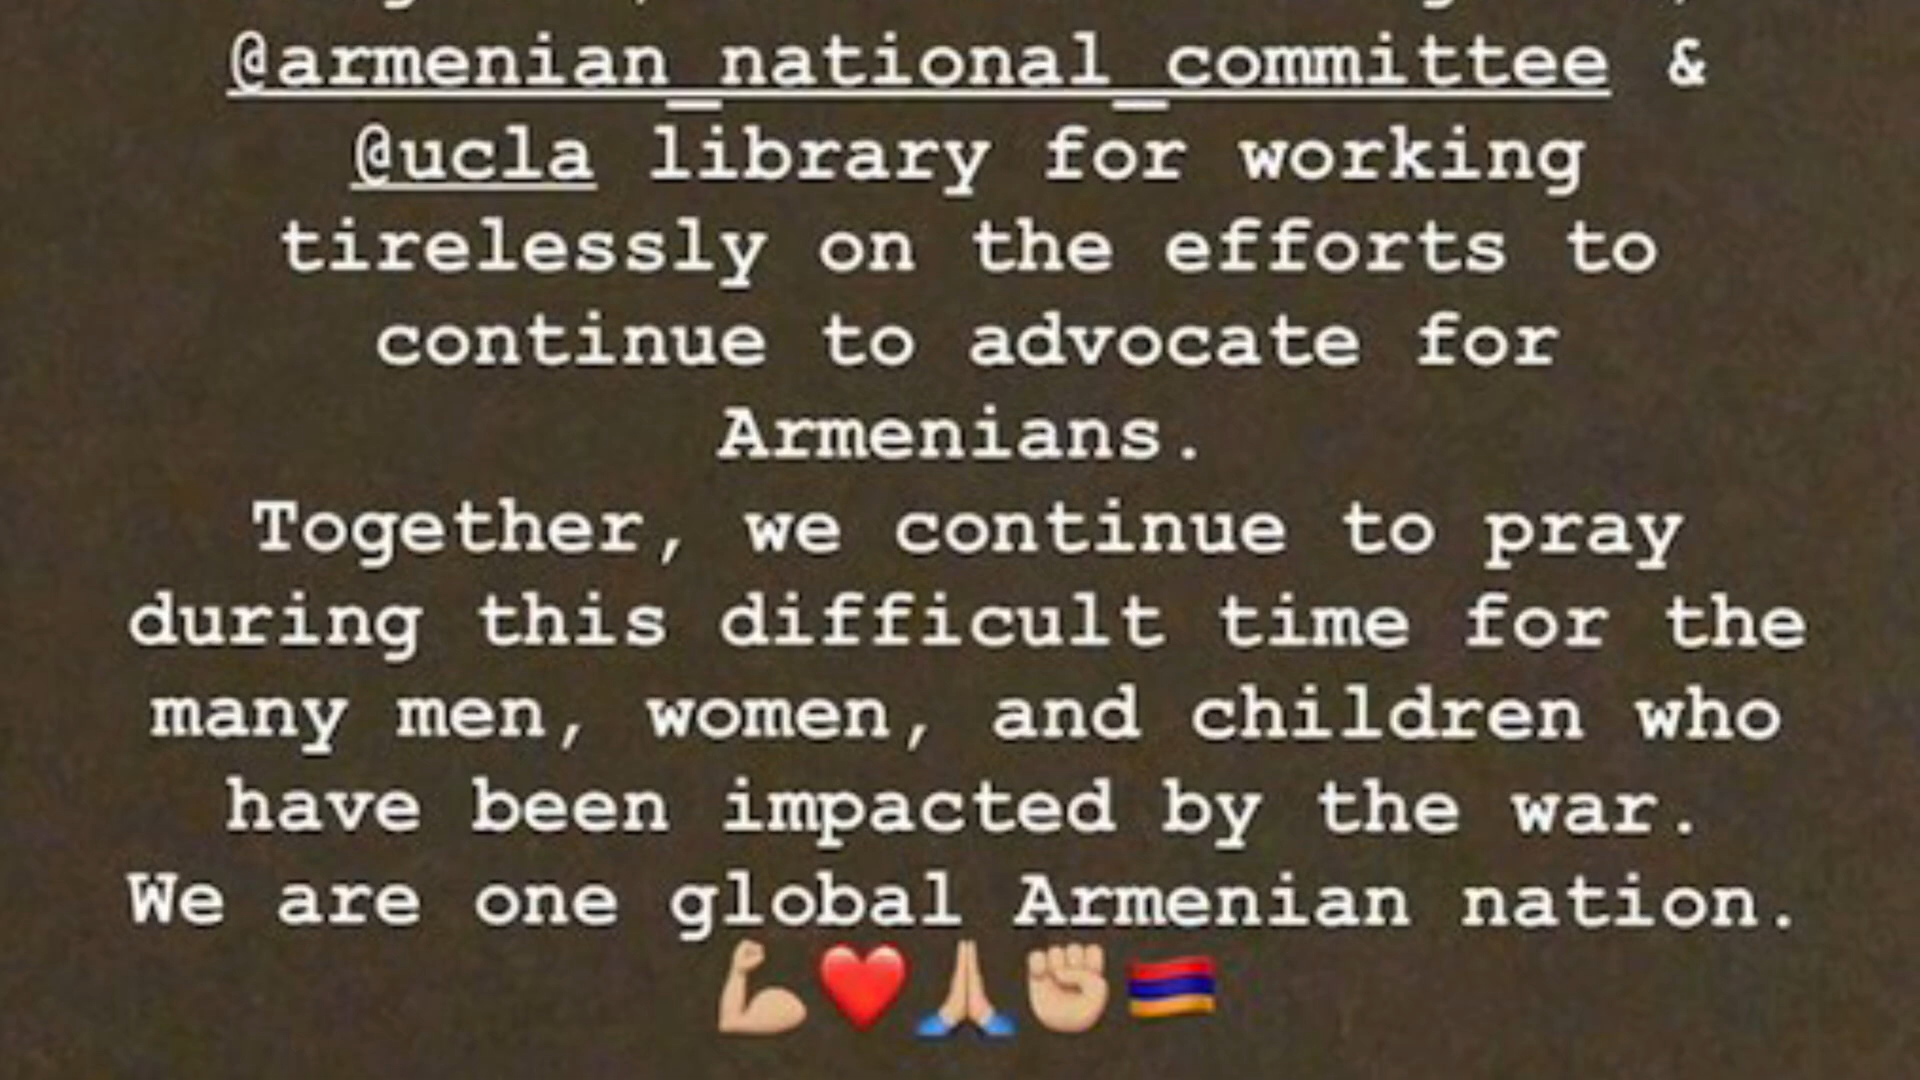 @armenian_national_committee &
@ucla library for working
tirelessly on the efforts to
continue to advocate for
Armenians.
Together, we continue to pray
during this difficult time for the
many men, women, and children who
have been impacted by the war.
We are one global Armenian nation.
💪🏼❤️🙏🏼✊🏼🇦🇲